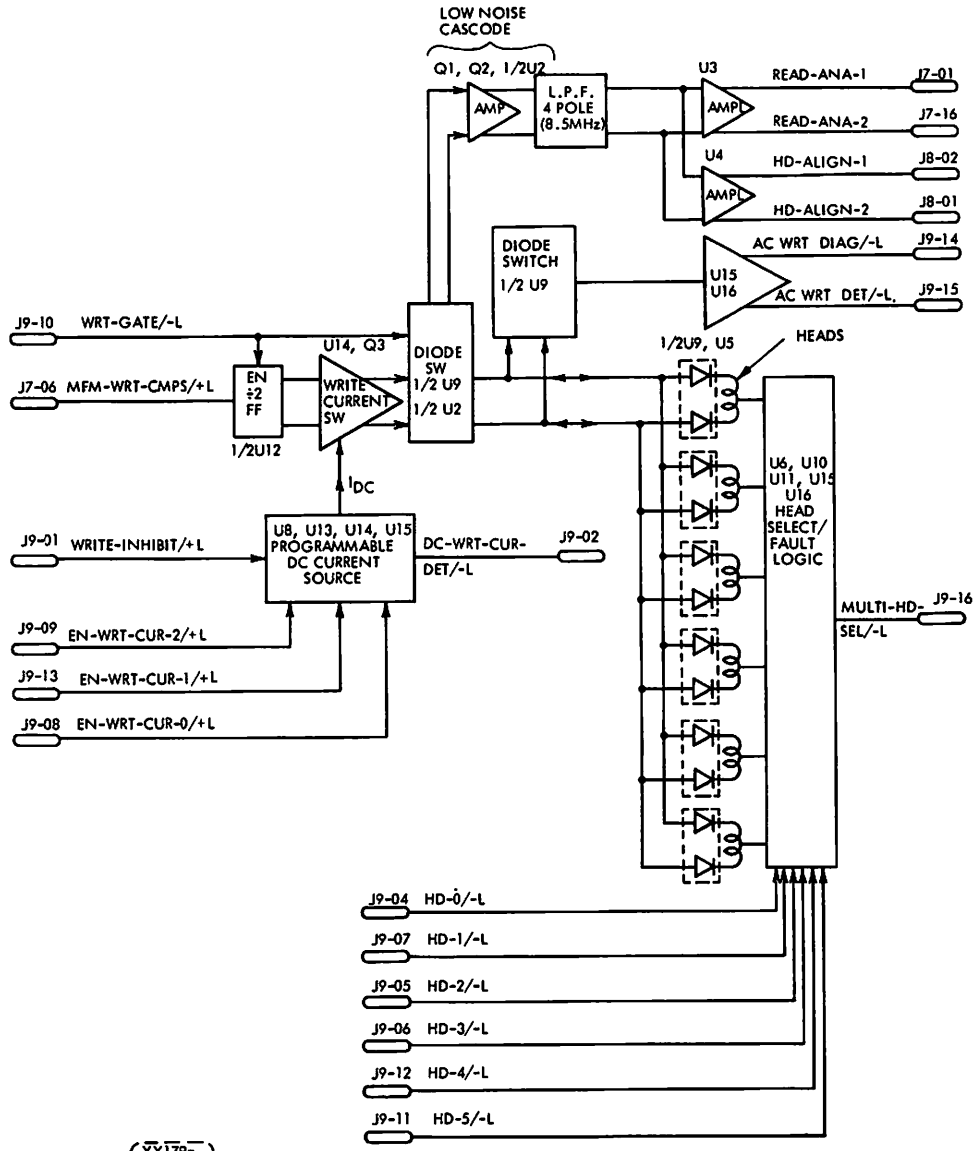 LOW NOISE
CASCODE
Q1, Q2, 1/2U2
AMP
L.P.F.
4 POLE
(8.5MHz)
U3
AMPL
READ-ANA-1
J7-01
READ-ANA-2
J7-16
U4
AMPL
HD-ALIGN-1
J8-02
HD-ALIGN-2
J8-01
DIODE
SWITCH
1/2 U9
U15
U16
AC WRT DIAG/-L
J9-14
AC WRT DET/-L.
J9-15
J9-10
WRT-GATE/-L
J7-06
MFM-WRT-CMPS/+L
EN
÷2
FF
1/2U12
U14, Q3
WRITE
CURRENT
SW
DIODE
SW
1/2 U9
1/2 U2
1/2U9, U5
HEADS
IDC
J9-01
WRITE-INHIBIT/+L
U8, U13, U14, U15
PROGRAMMABLE
DC CURRENT
SOURCE
DC-WRT-CUR-
DET/-L
J9-02
J9-09
EN-WRT-CUR-2/+L
J9-13
EN-WRT-CUR-1/+L
J9-08
EN-WRT-CUR-0/+L
U6, U10
U11, U15
U16
HEAD
SELECT/
FAULT
LOGIC
MULTI-HD-
SEL/-L
J9-16
J9-04 HD-0/-L
J9-07 HD-1/-L
J9-05 HD-2/-L
J9-06 HD-3/-L
J9-12 HD-4/-L
J9-11 HD-5/-L